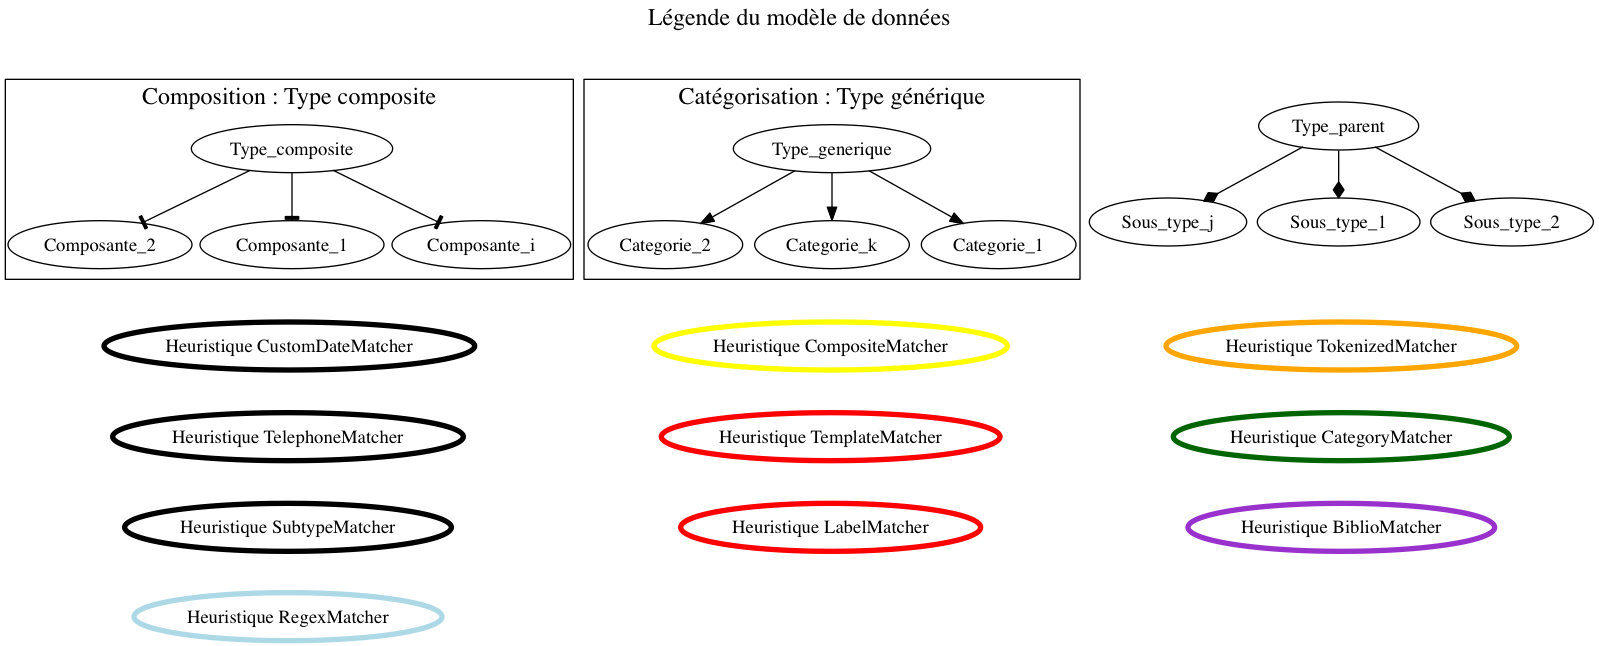 Légende du modèle de données
Composition : Type composite
Type_composite
Composante_2
Composante_1
Composante_i
Catégorisation : Type générique
Type_generique
Categorie_2
Categorie_k
Categorie_1
Type_parent
Sous_type_j
Sous_type_1
Sous_type_2
Heuristique CustomDateMatcher
Heuristique CompositeMatcher
Heuristique TokenizedMatcher
Heuristique TelephoneMatcher
Heuristique TemplateMatcher
Heuristique CategoryMatcher
Heuristique SubtypeMatcher
Heuristique LabelMatcher
Heuristique BiblioMatcher
Heuristique RegexMatcher